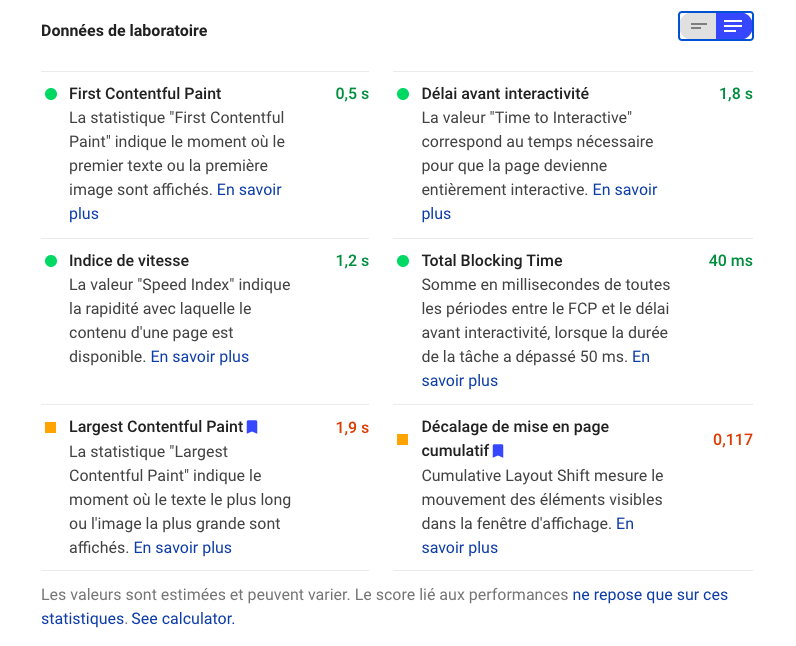 Données de laboratoire
First Contentful Paint 0,5 s
La statistique "First Contentful
Paint" indique le moment où le
premier texte ou la première
image sont affichés. En savoir
plus
Délai avant interactivité 1,8 s
La valeur "Time to Interactive"
correspond au temps nécessaire
pour que la page devienne
entièrement interactive. En savoir
plus
Indice de vitesse 1,2 s
La valeur "Speed Index" indique
la rapidité avec laquelle le
contenu d'une page est
disponible. En savoir plus
Total Blocking Time 40 ms
Somme en millisecondes de toutes
les périodes entre le FCP et le délai
avant interactivité, lorsque la durée
de la tâche a dépassé 50 ms. En
savoir plus
Largest Contentful Paint 1,9 s
La statistique "Largest
Contentful Paint" indique le
moment où le texte le plus long
ou l'image la plus grande sont
affichés. En savoir plus
Décalage de mise en page
cumulatif 0,117
Cumulative Layout Shift mesure le
mouvement des éléments visibles
dans la fenêtre d'affichage. En
savoir plus
Les valeurs sont estimées et peuvent varier. Le score lié aux performances ne repose que sur ces
statistiques. See calculator.